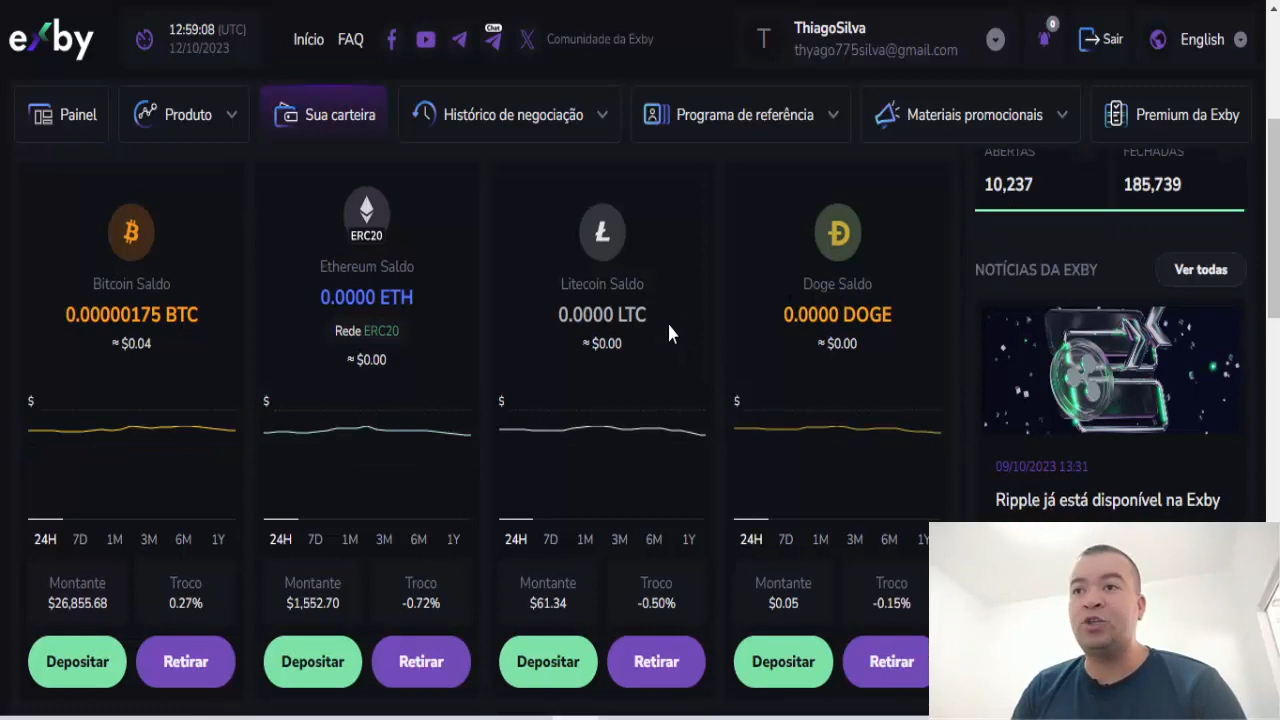 exby
12:59:08 (UTC)
12/10/2023
Início
FAQ
Chat
Comunidade da Exby
T
ThiagoSilva
thyago775silva@gmail.com
0
Sair
English
Painel
Produto
Sua carteira
Histórico de negociação
Programa de referência
Materiais promocionais
Premium da Exby
Bitcoin Saldo
0.00000175 BTC
≈ $0.04
$
24H 7D 1M 3M 6M 1Y
Montante
$26,855.68
Troco
0.27%
Depositar
Retirar
ERC20
Ethereum Saldo
0.0000 ETH
Rede ERC20
≈ $0.00
$
24H 7D 1M 3M 6M 1Y
Montante
$1,552.70
Troco
-0.72%
Depositar
Retirar
Litecoin Saldo
0.0000 LTC
≈ $0.00
$
24H 7D 1M 3M 6M 1Y
Montante
$61.34
Troco
-0.50%
Depositar
Retirar
Doge Saldo
0.0000 DOGE
≈ $0.00
$
24H 7D 1M 3M 6M 1Y
Montante
$0.05
Troco
-0.15%
Depositar
Retirar
ABERTAS
10,237
FECHADAS
185,739
NOTÍCIAS DA EXBY
Ver todas
09/10/2023 13:31
Ripple já está disponível na Exby